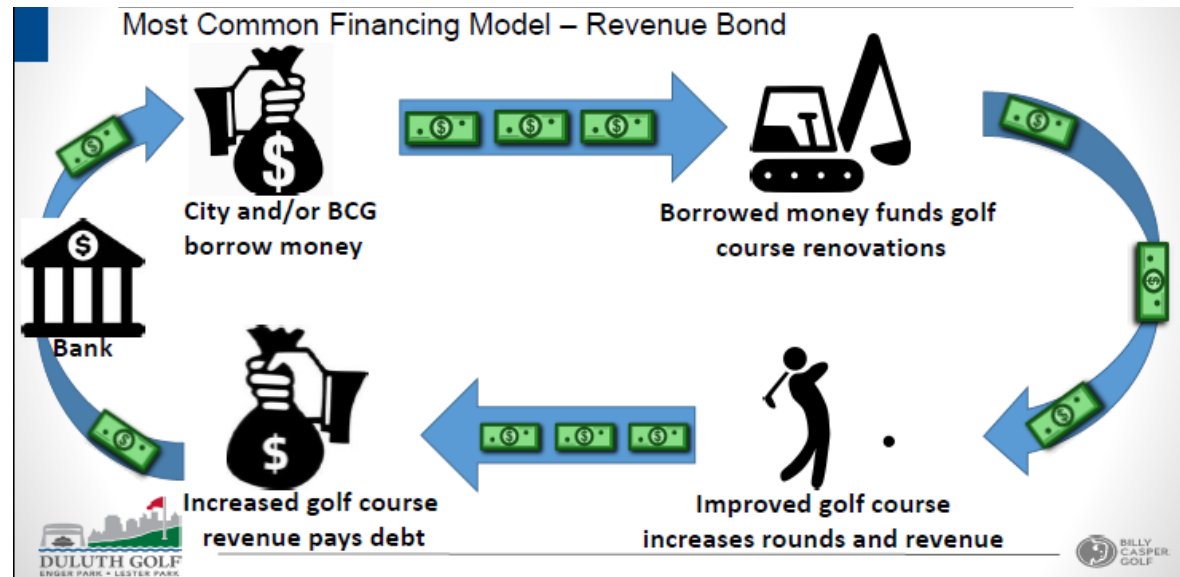 Most Common Financing Model – Revenue Bond
$
City and/or BCG
borrow money
Borrowed money funds golf
course renovations
$
Bank
$
Increased golf course
revenue pays debt
Improved golf course
increases rounds and revenue
DULUTH GOLF
ENGER PARK • LESTER PARK
BILLY
CASPER
GOLF